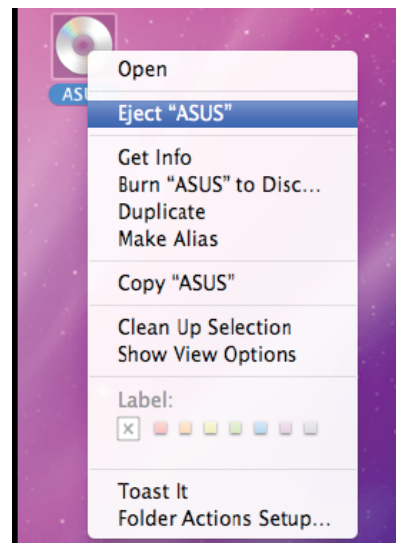 ASU
Open
Eject “ASUS”
Get Info
Burn “ASUS” to Disc...
Duplicate
Make Alias
Copy “ASUS”
Clean Up Selection
Show View Options
Label:
Toast It
Folder Actions Setup...